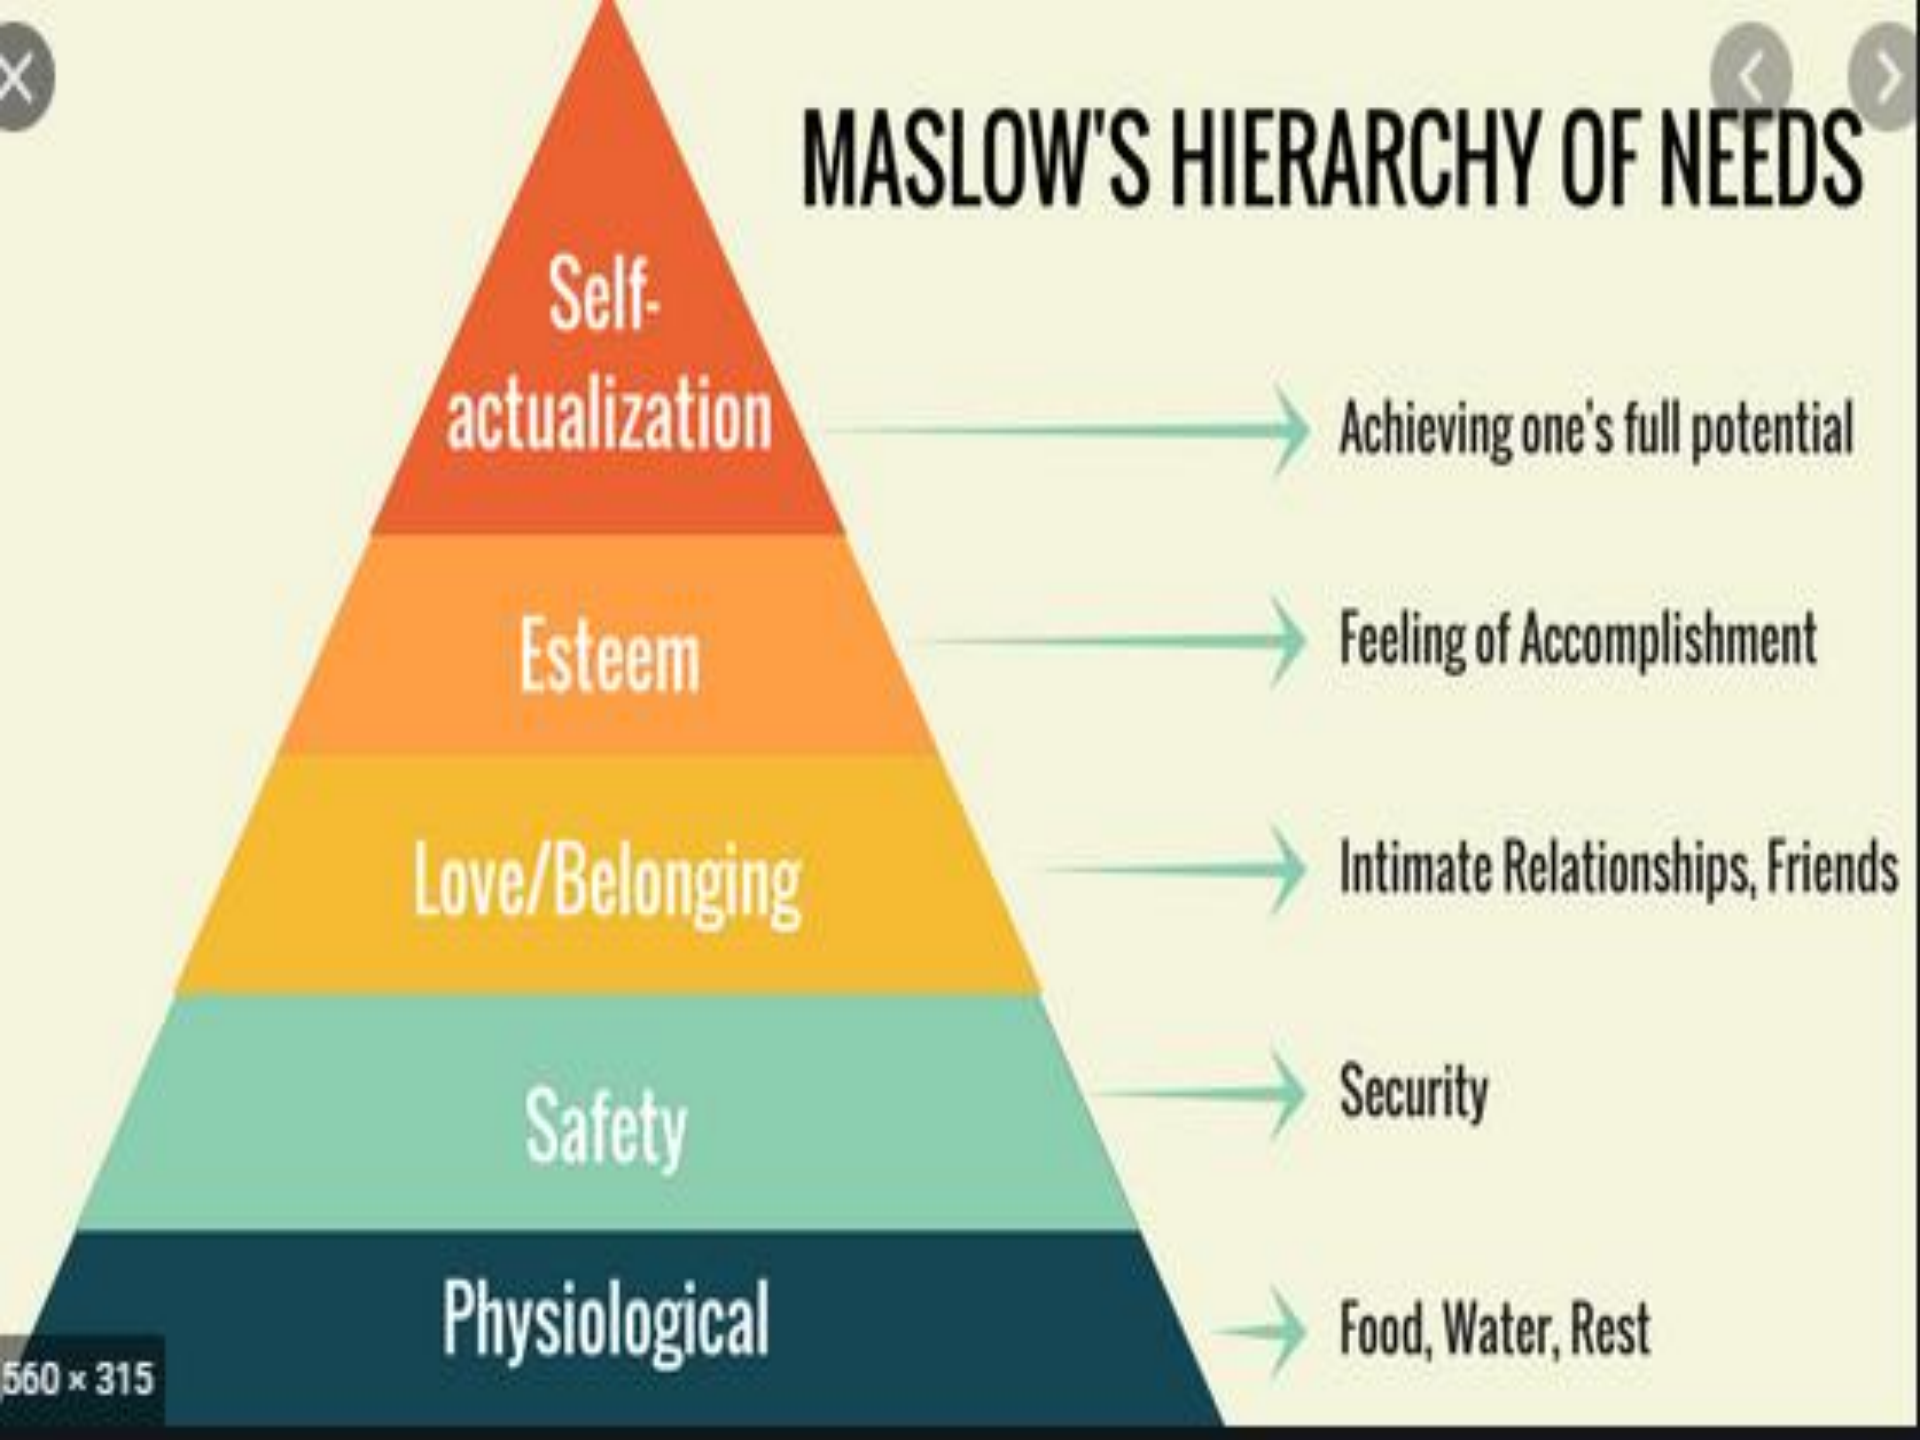 MASLOW'S HIERARCHY OF NEEDS
Self-
actualization
Achieving one's full potential
Esteem
Feeling of Accomplishment
Love/Belonging
Intimate Relationships, Friends
Safety
Security
Physiological
Food, Water, Rest
560 × 315